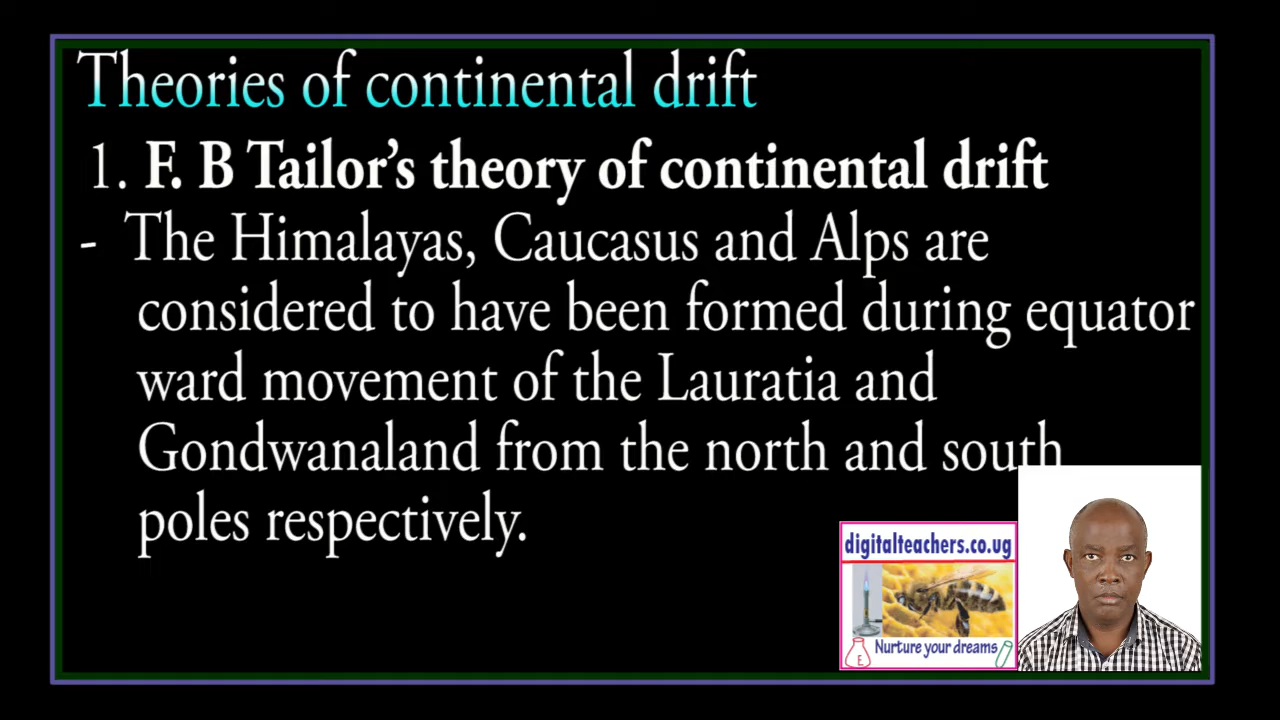 Theories of continental drift
1. F. B Tailor's theory of continental drift
- The Himalayas, Caucasus and Alps are
considered to have been formed during equator
ward movement of the Lauratia and
Gondwanaland from the north and south
poles respectively.
digitalteachers.co.ug
Nurture your dreams
E